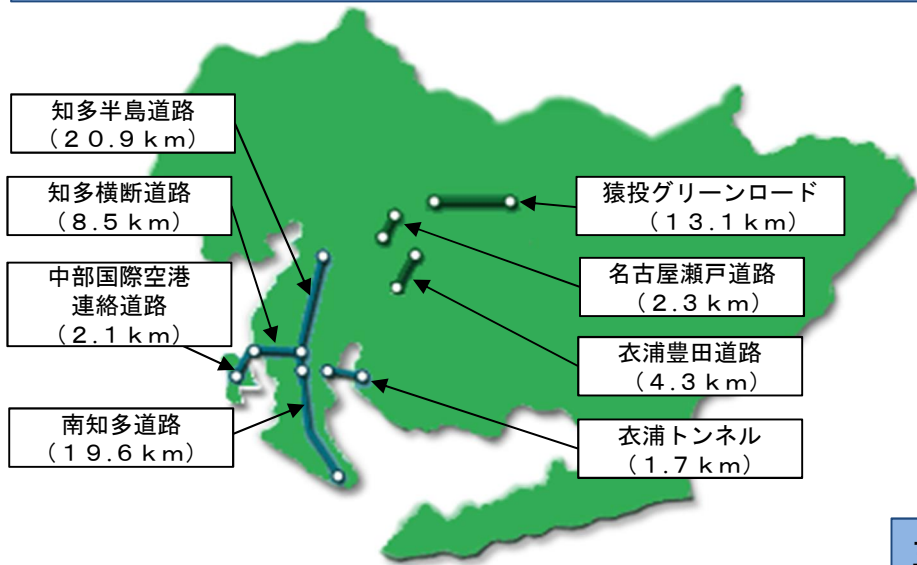 知多半島道路
（２０.９ｋｍ）
知多横断道路
（８.５ｋｍ）
中部国際空港
連絡道路
（２.１ｋｍ）
南知多道路
（１９.６ｋｍ）
猿投グリーンロード
（１３.１ｋｍ）
名古屋瀬戸道路
（２.３ｋｍ）
衣浦豊田道路
（４.３ｋｍ）
衣浦トンネル
（１.７ｋｍ）